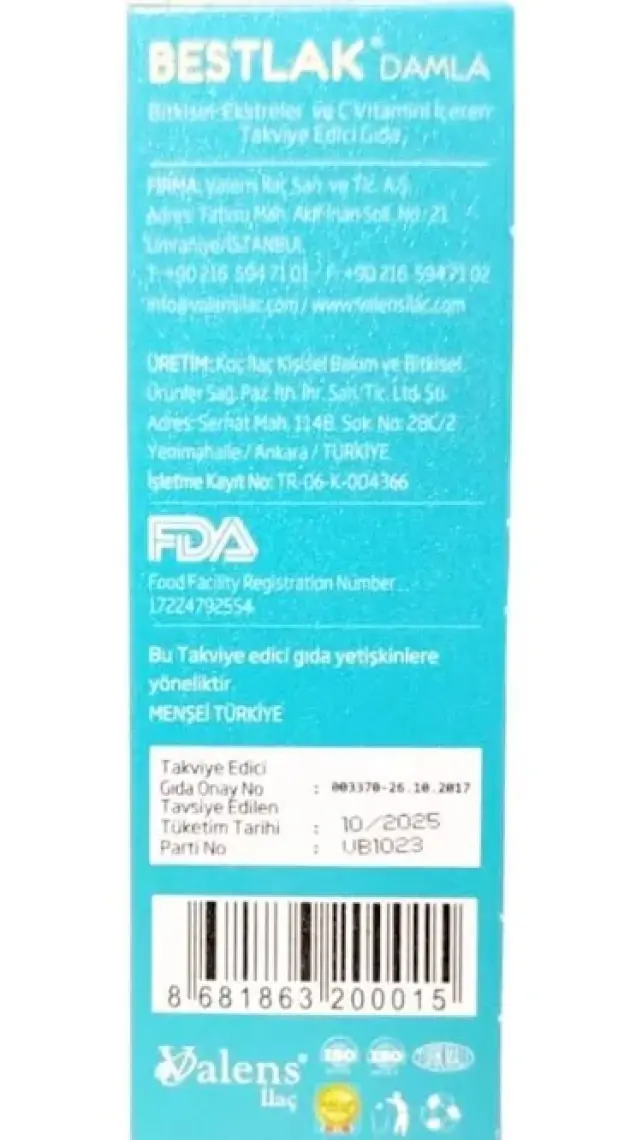 BESTLAK® DAMLA
Bitkisel Ekstreler ve C Vitamini İçeren
Takviye Edici Gıda
FİRMA: Valens İlaç San. ve Tic. A.Ş.
Adres: Mah. Akif İnan Sok. No: 21
Ümraniye/İSTANBUL
T: +90 216 594 71 01 F: +90 216 594 71 02
info@valensilac.com / www.valensilac.com
ÜRETİM: Koç İlaç Kişisel Bakım ve Bitkisel
Ürünler Sağ. Paz. İth. İhr. San. Tic. Ltd. Şti.
Adres: Serhat Mah. 1148. Sok. No: 28C/2
Yenimahalle / Ankara / TÜRKİYE
İşletme Kayıt No: TR-06-K-004366
FDA
Food Facility Registration Number
17224792554
Bu Takviye edici gıda yetişkinlere
yöneliktir.
MENŞEİ TÜRKİYE
Takviye Edici
Gıda Onay No : 003370-26.10.2017
Tavsiye Edilen
Tüketim Tarihi : 10/2025
Parti No : UB1023
8 681863 200015
Valens®
İlaç
ISO
ISO